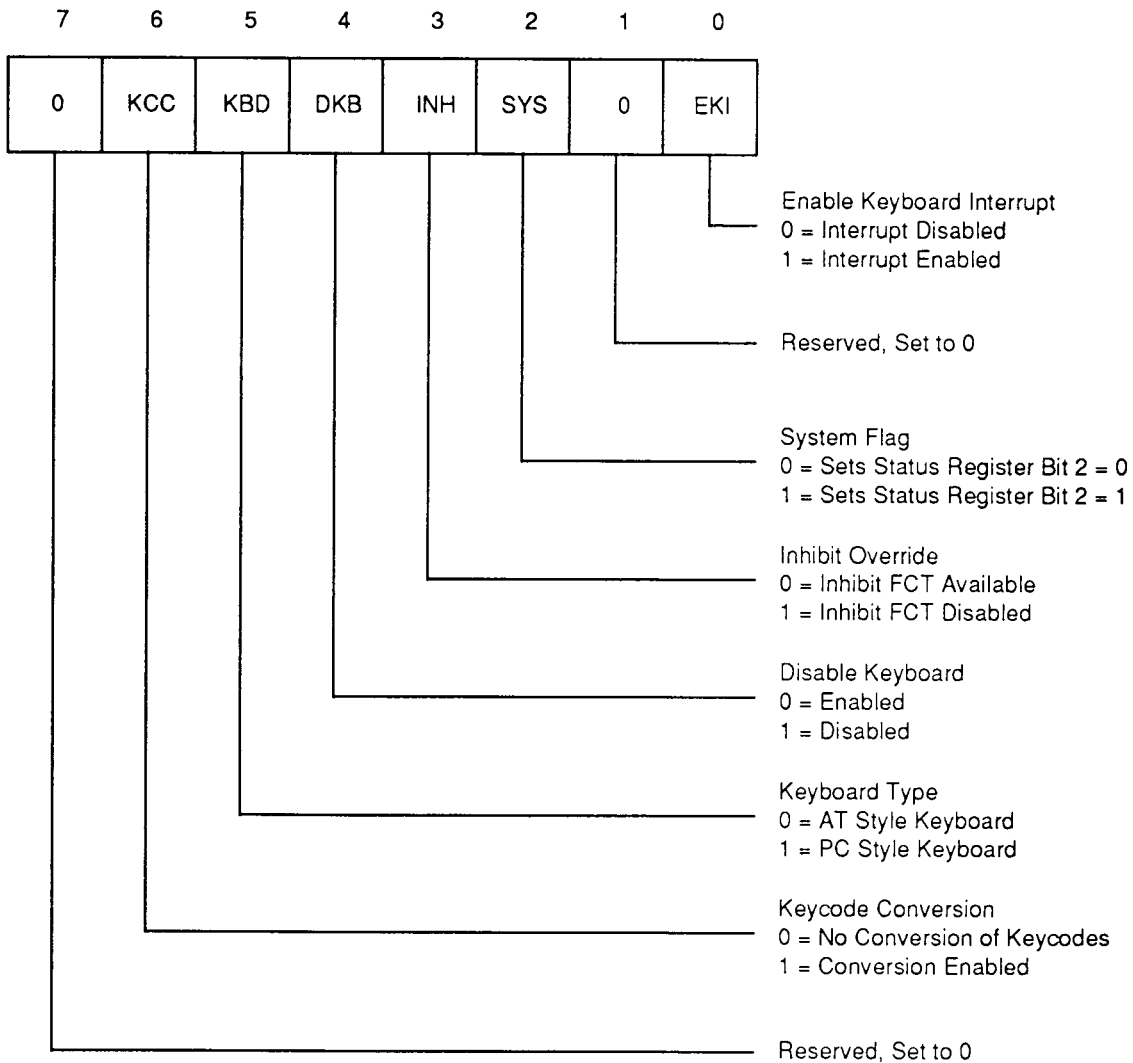 7 6 5 4 3 2 1 0
0 KCC KBD DKB INH SYS 0 EKI
Enable Keyboard Interrupt
0 = Interrupt Disabled
1 = Interrupt Enabled
Reserved, Set to 0
System Flag
0 = Sets Status Register Bit 2 = 0
1 = Sets Status Register Bit 2 = 1
Inhibit Override
0 = Inhibit FCT Available
1 = Inhibit FCT Disabled
Disable Keyboard
0 = Enabled
1 = Disabled
Keyboard Type
0 = AT Style Keyboard
1 = PC Style Keyboard
Keycode Conversion
0 = No Conversion of Keycodes
1 = Conversion Enabled
Reserved, Set to 0